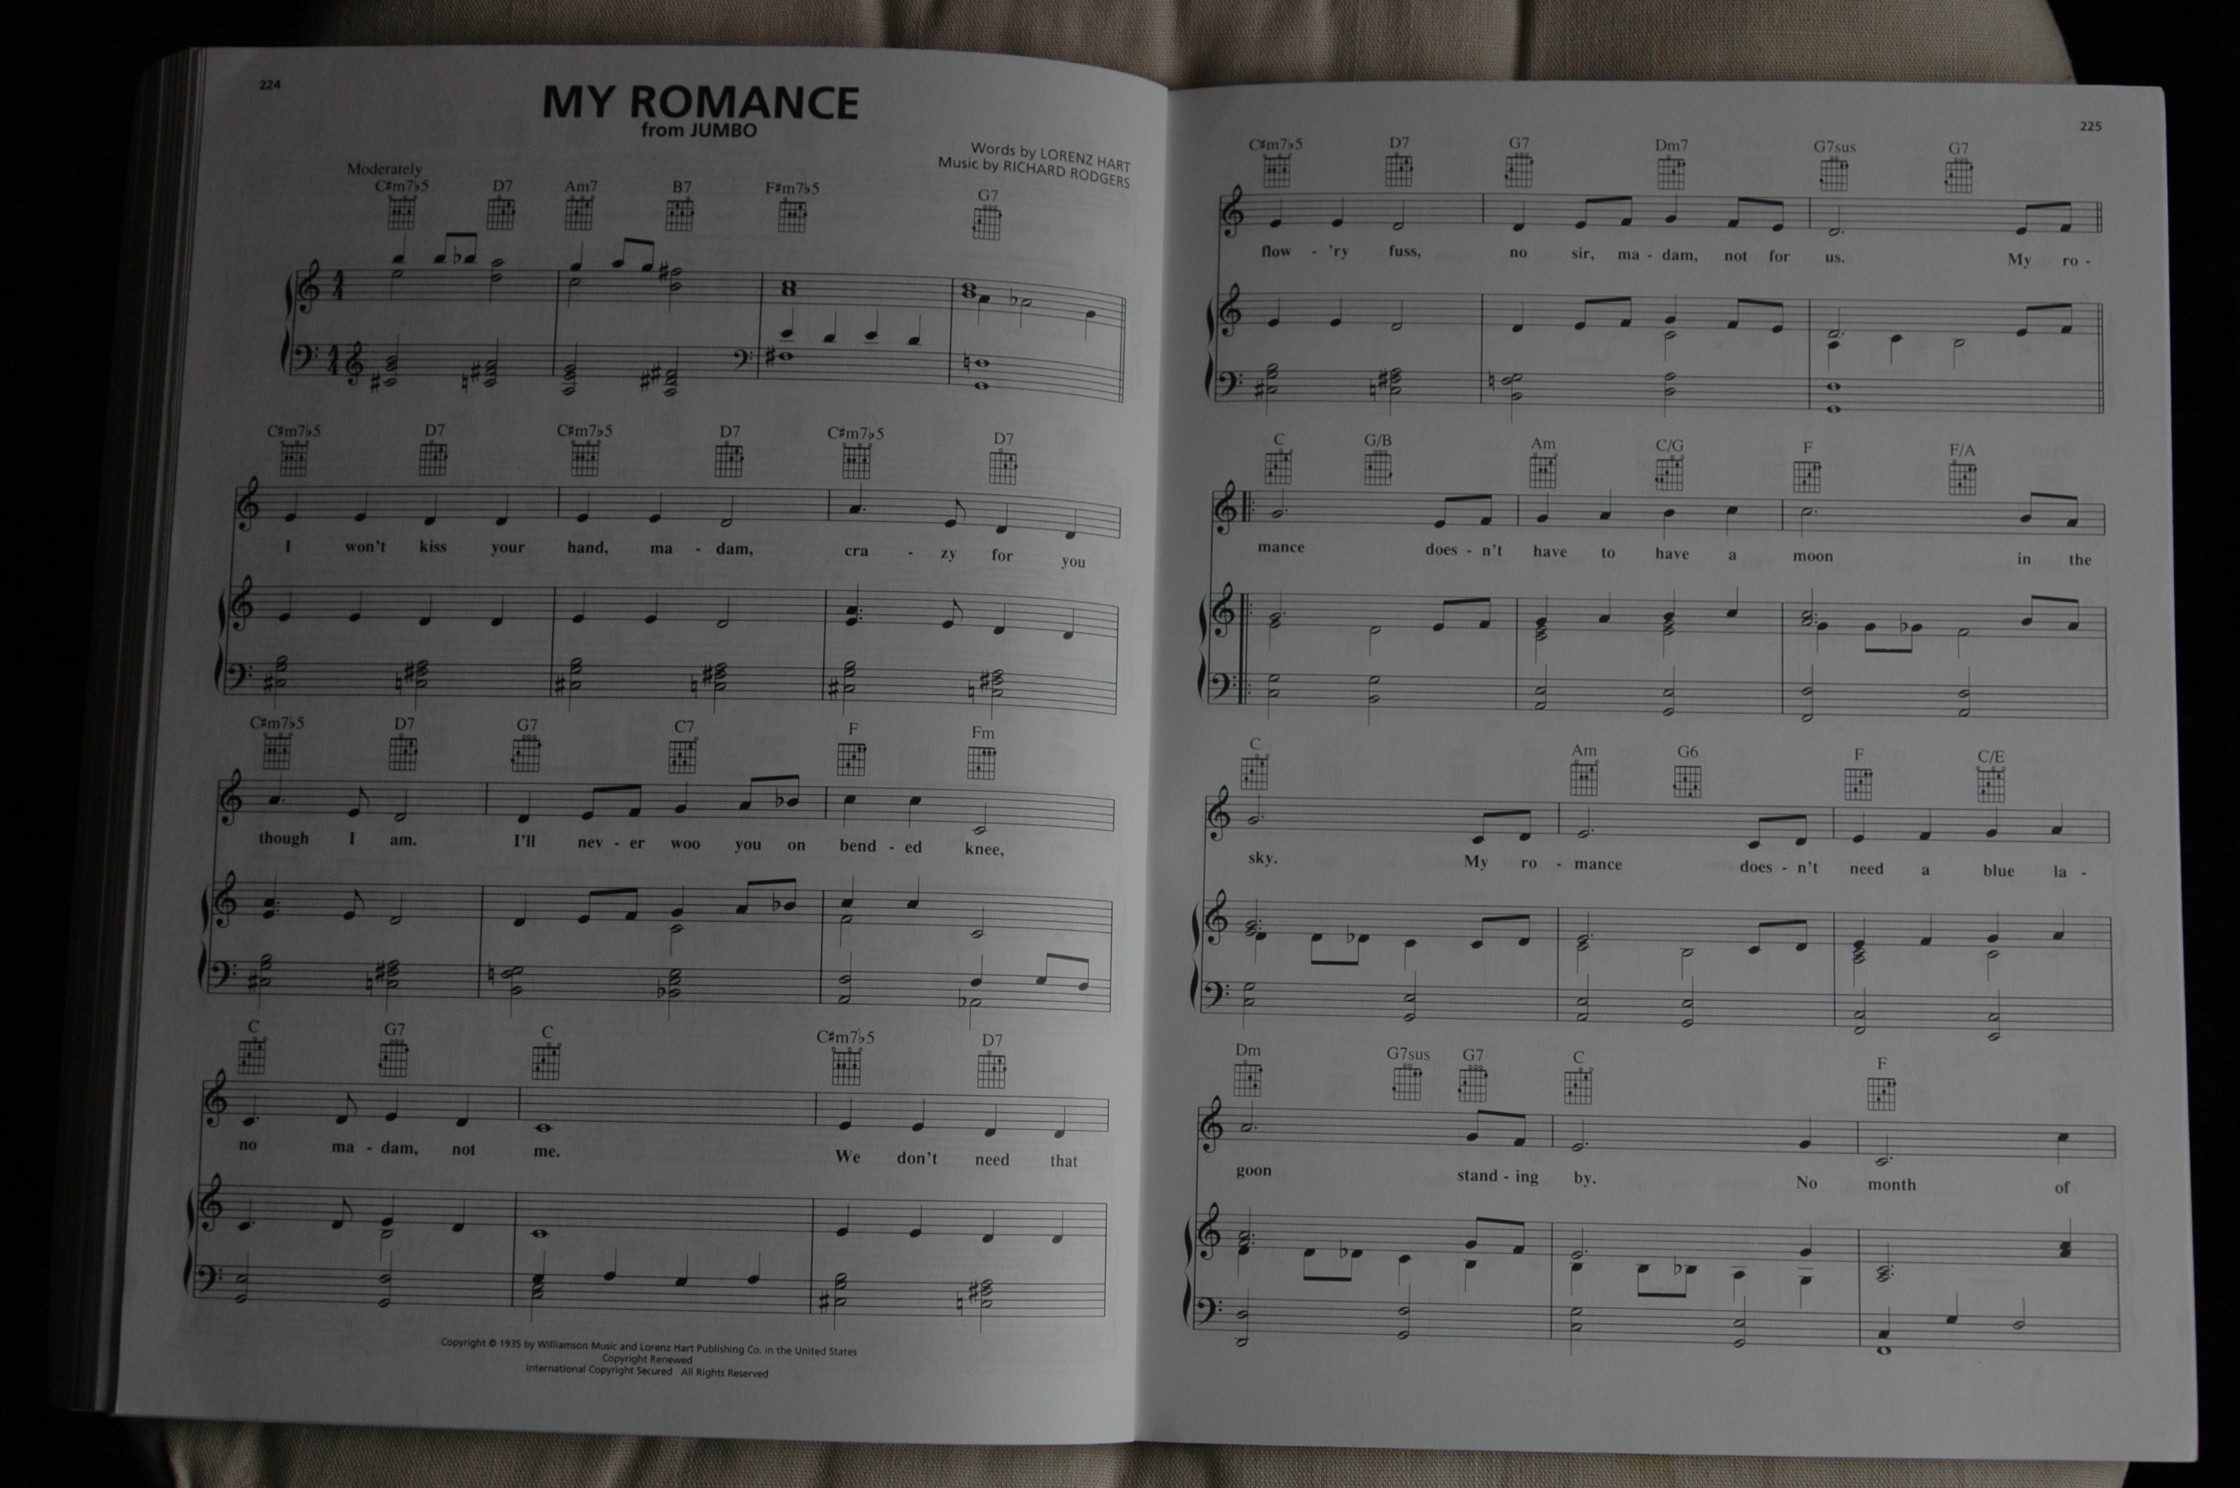 224
MY ROMANCE
from JUMBO
Words by LORENZ HART
Music by RICHARD RODGERS
Moderately
C♯m7♭5 D7 Am7 B7 F♯m7♭5 G7
C♯m7♭5 D7 C♯m7♭5 D7 C♯m7♭5 D7
I won't kiss your hand, ma - dam, cra - zy for you
C♯m7♭5 D7 G7 C7 F Fm
though I am. I'll nev - er woo you on bend - ed knee,
C G7 C C♯m7♭5 D7
no ma - dam, not me. We don't need that
Copyright © 1935 by Williamson Music and Lorenz Hart Publishing Co. in the United States
Copyright Renewed
International Copyright Secured All Rights Reserved
225
C♯m7♭5 D7 G7 Dm7 G7sus G7
flow - 'ry fuss, no sir, ma - dam, not for us. My ro -
C G/B Am C/G F F/A
mance does - n't have to have a moon in the
C Am G6 F C/E
sky. My ro - mance does - n't need a blue la -
Dm G7sus G7 C F
goon stand - ing by. No month of